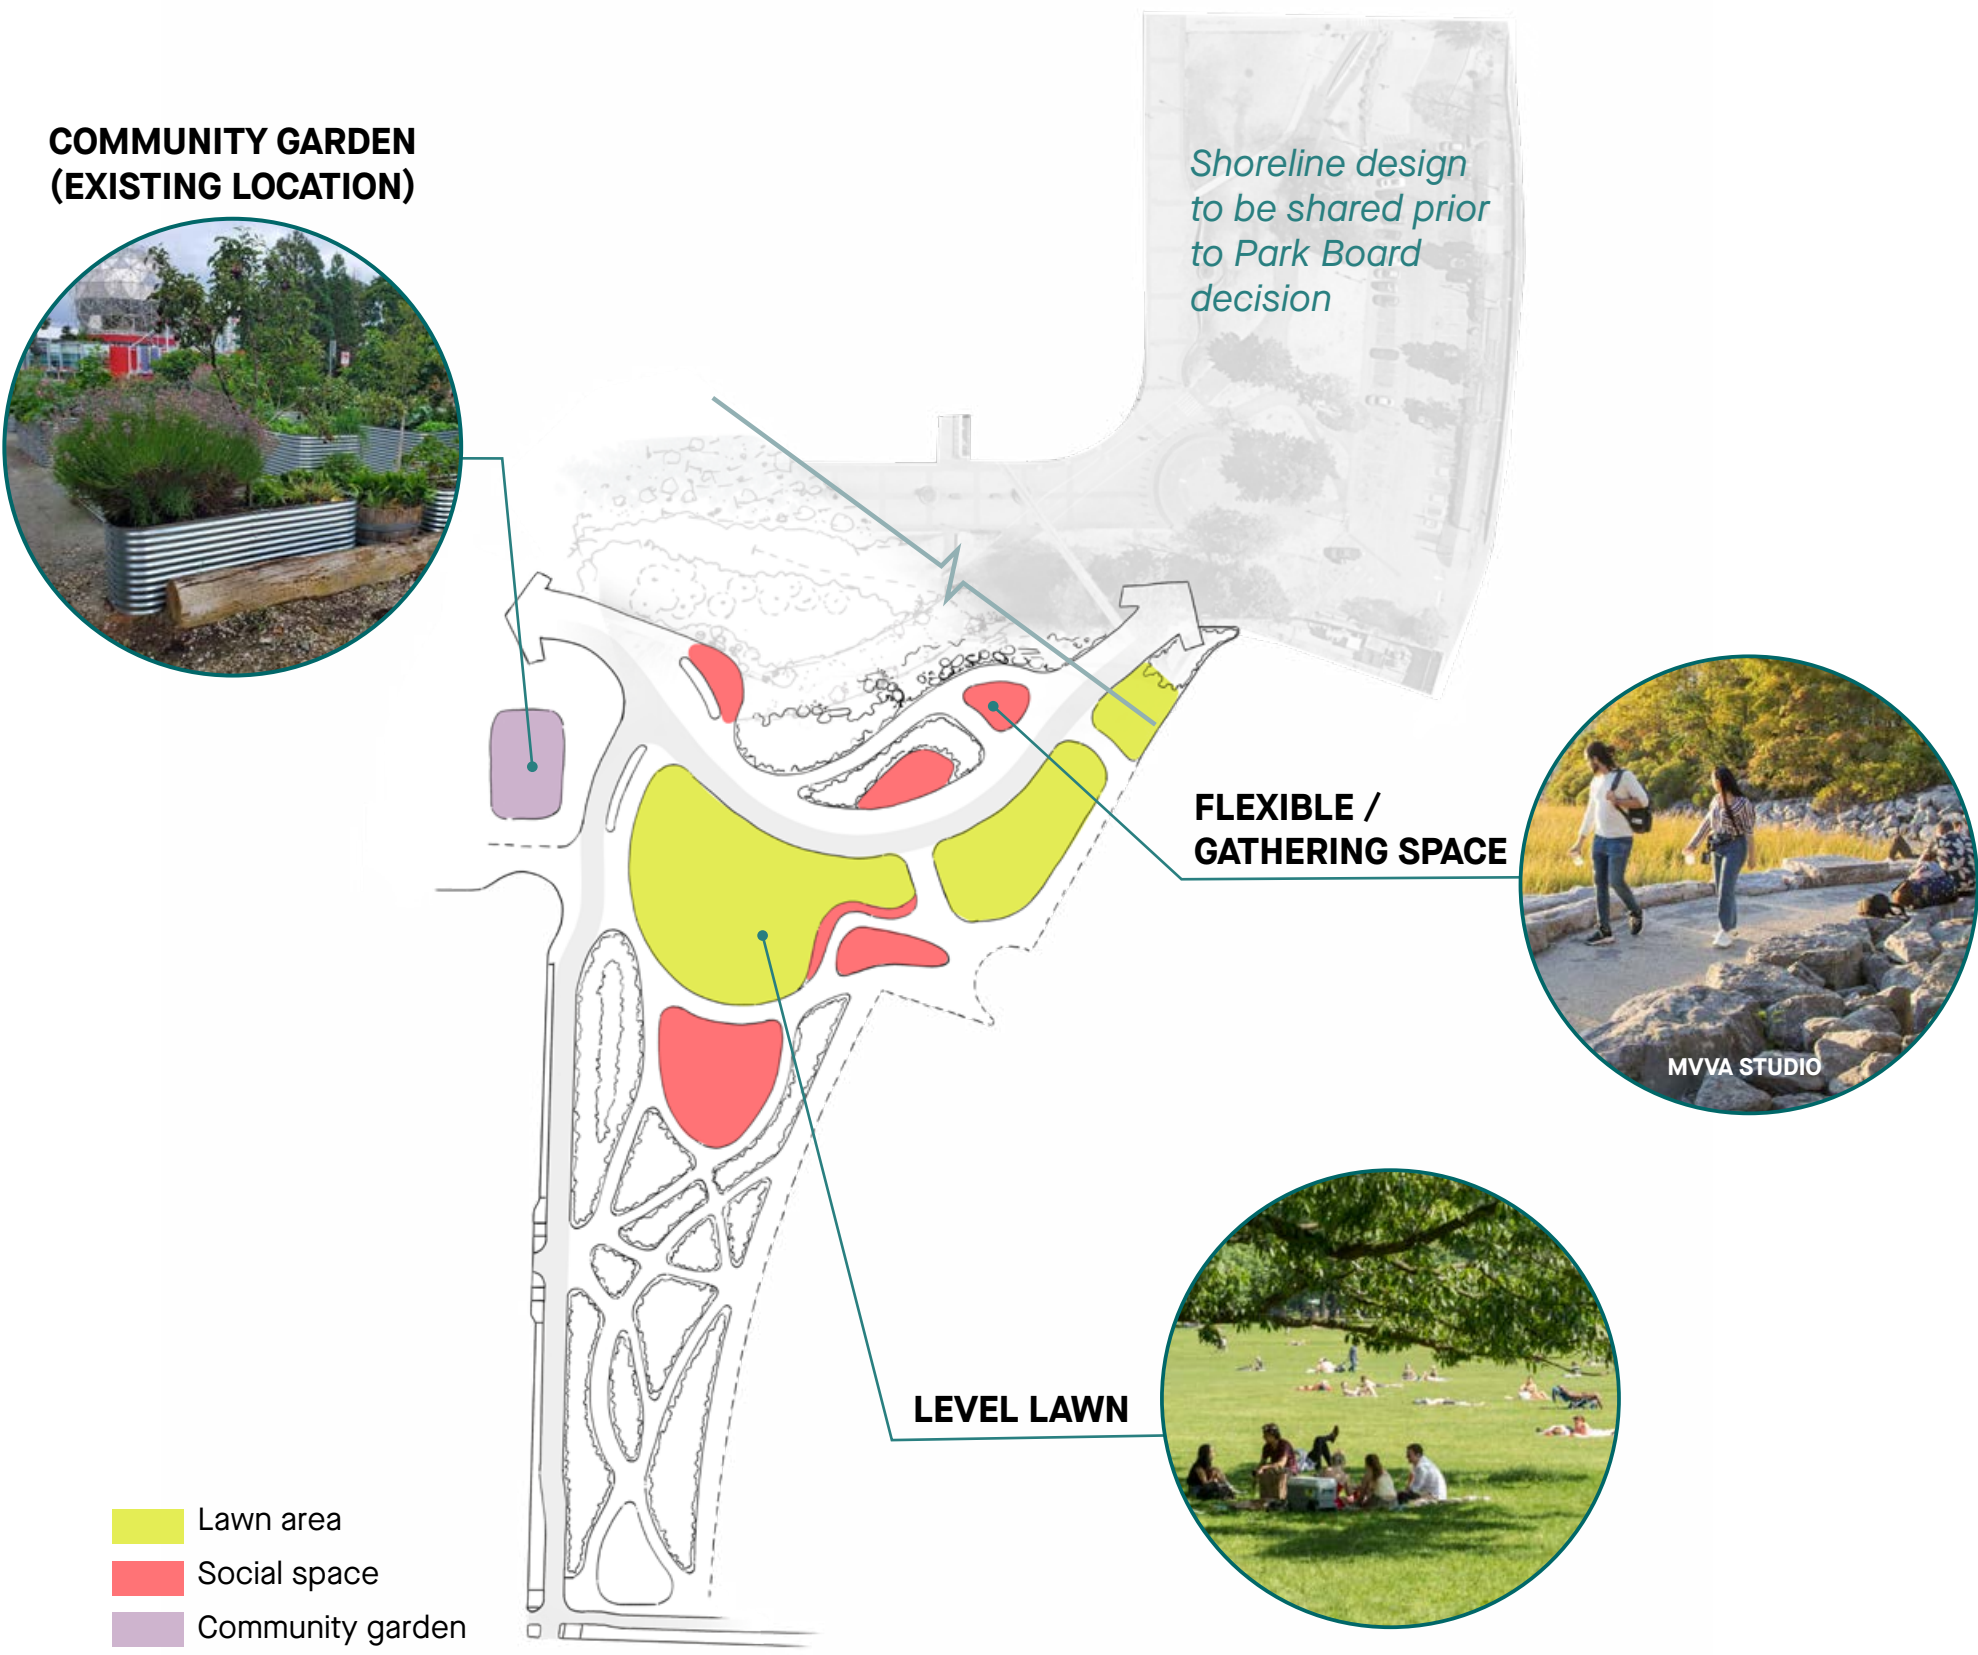 COMMUNITY GARDEN
(EXISTING LOCATION)
Shoreline design
to be shared prior
to Park Board
decision
FLEXIBLE /
GATHERING SPACE
MVVA STUDIO
LEVEL LAWN
Lawn area
Social space
Community garden